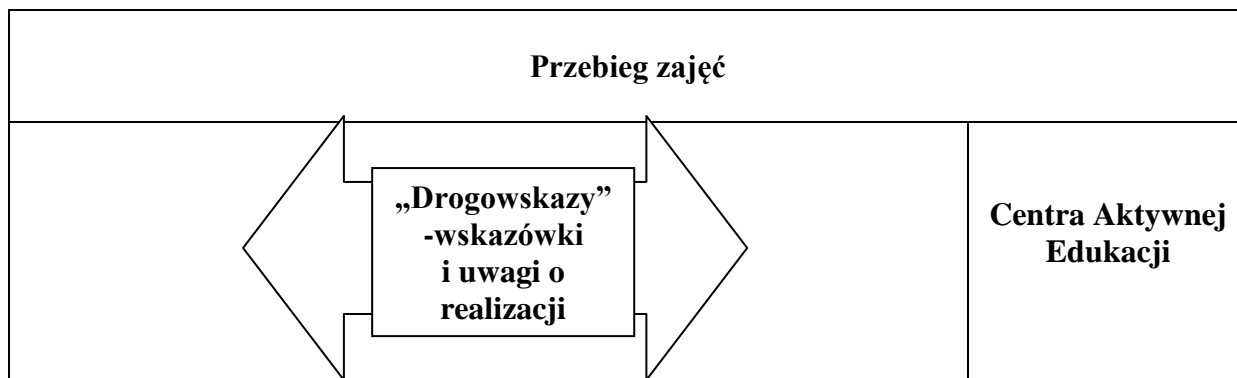 Przebieg zajęć
„Drogowskazy”
-wskazówki
i uwagi o
realizacji
Centra Aktywnej
Edukacji